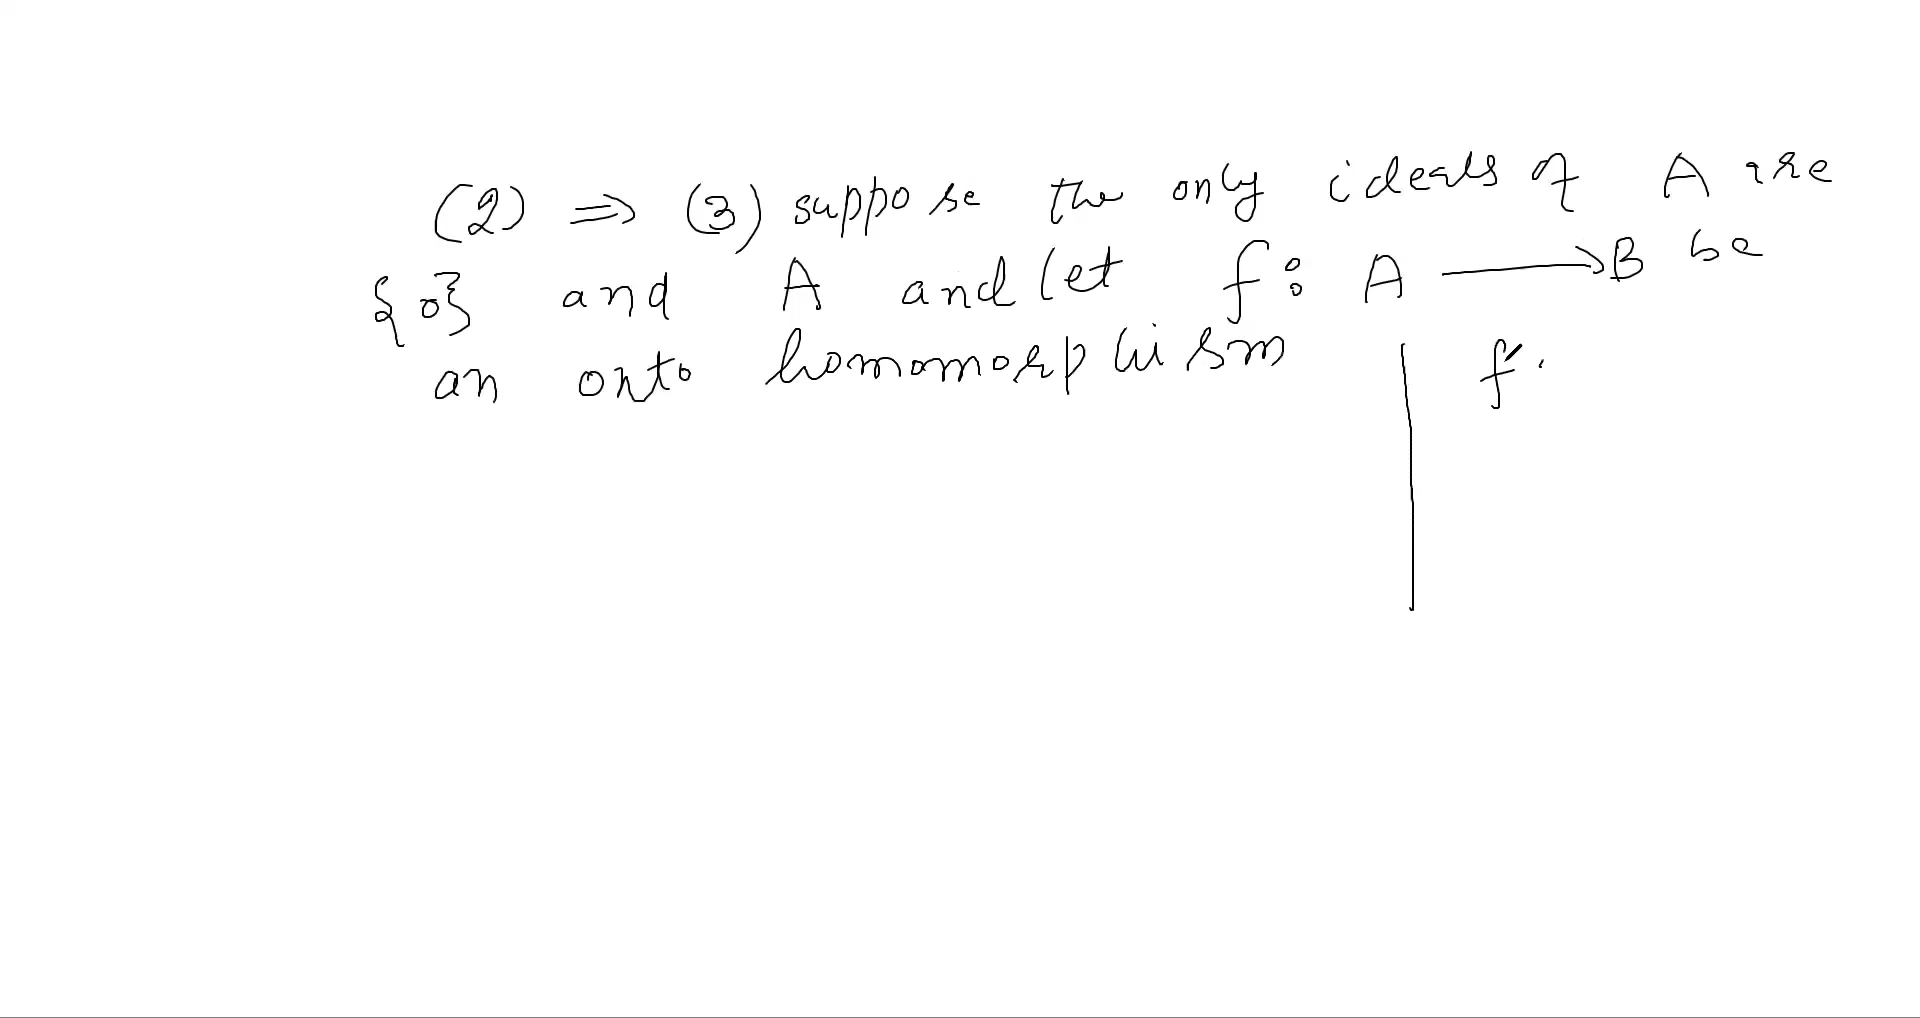 (2) ⇒ (3) suppose the only ideals of A are
{0} and A and let f: A ⟶ B be
an onto homomorphism | f.